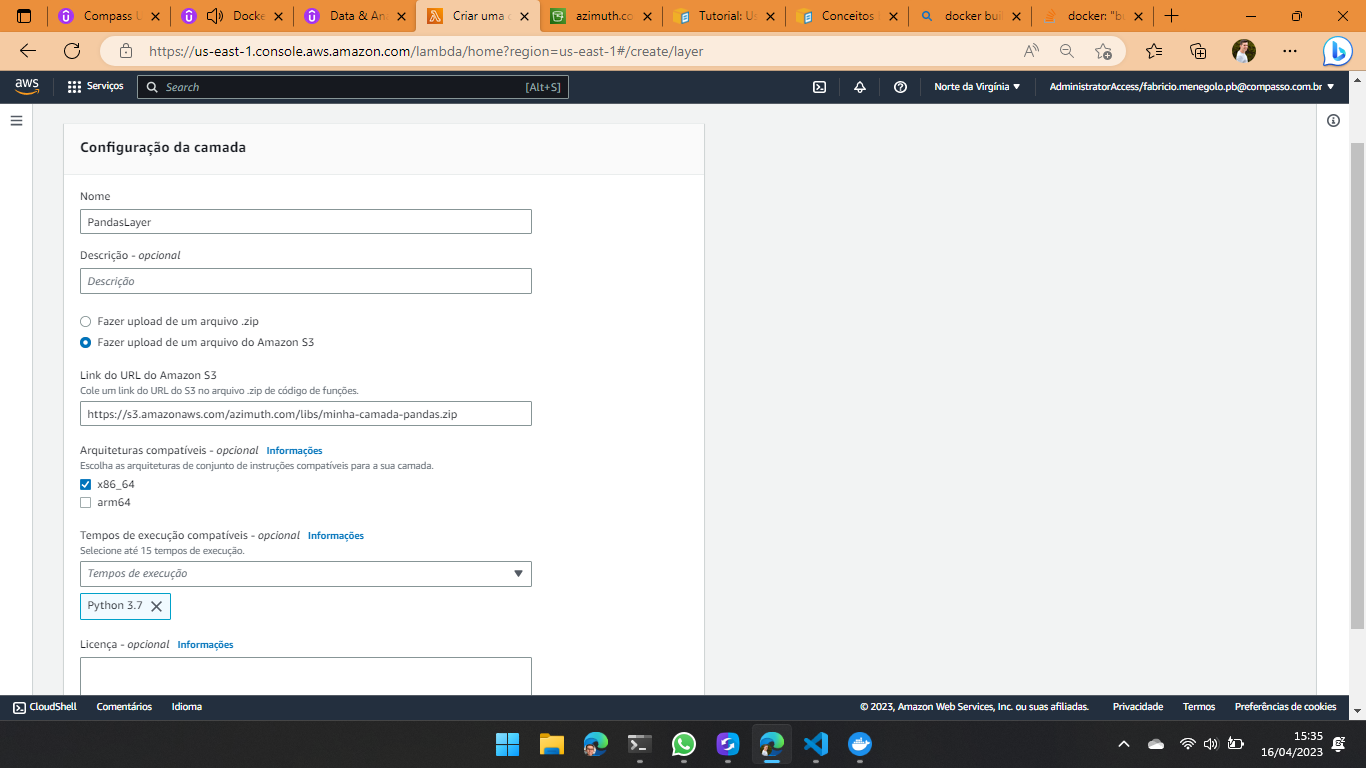 Compass U
Docke
Data & An
Criar uma c
azimuth.co
Tutorial: Us
Conceitos
docker bui
docker: "bu
https://us-east-1.console.aws.amazon.com/lambda/home?region=us-east-1#/create/layer
aws
Serviços
Search
[Alt+S]
Norte da Virgínia
AdministratorAccess/fabricio.menegolo.pb@compasso.com.br
Configuração da camada
Nome
PandasLayer
Descrição - opcional
Descrição
Fazer upload de um arquivo .zip
Fazer upload de um arquivo do Amazon S3
Link do URL do Amazon S3
Cole um link do URL do S3 no arquivo .zip de código de funções.
https://s3.amazonaws.com/azimuth.com/libs/minha-camada-pandas.zip
Arquiteturas compatíveis - opcional Informações
Escolha as arquiteturas de conjunto de instruções compatíveis para a sua camada.
x86_64
arm64
Tempos de execução compatíveis - opcional Informações
Selecione até 15 tempos de execução.
Tempos de execução
Python 3.7
Licença - opcional Informações
CloudShell
Comentários
Idioma
© 2023, Amazon Web Services, Inc. ou suas afiliadas.
Privacidade
Termos
Preferências de cookies
15:35
16/04/2023